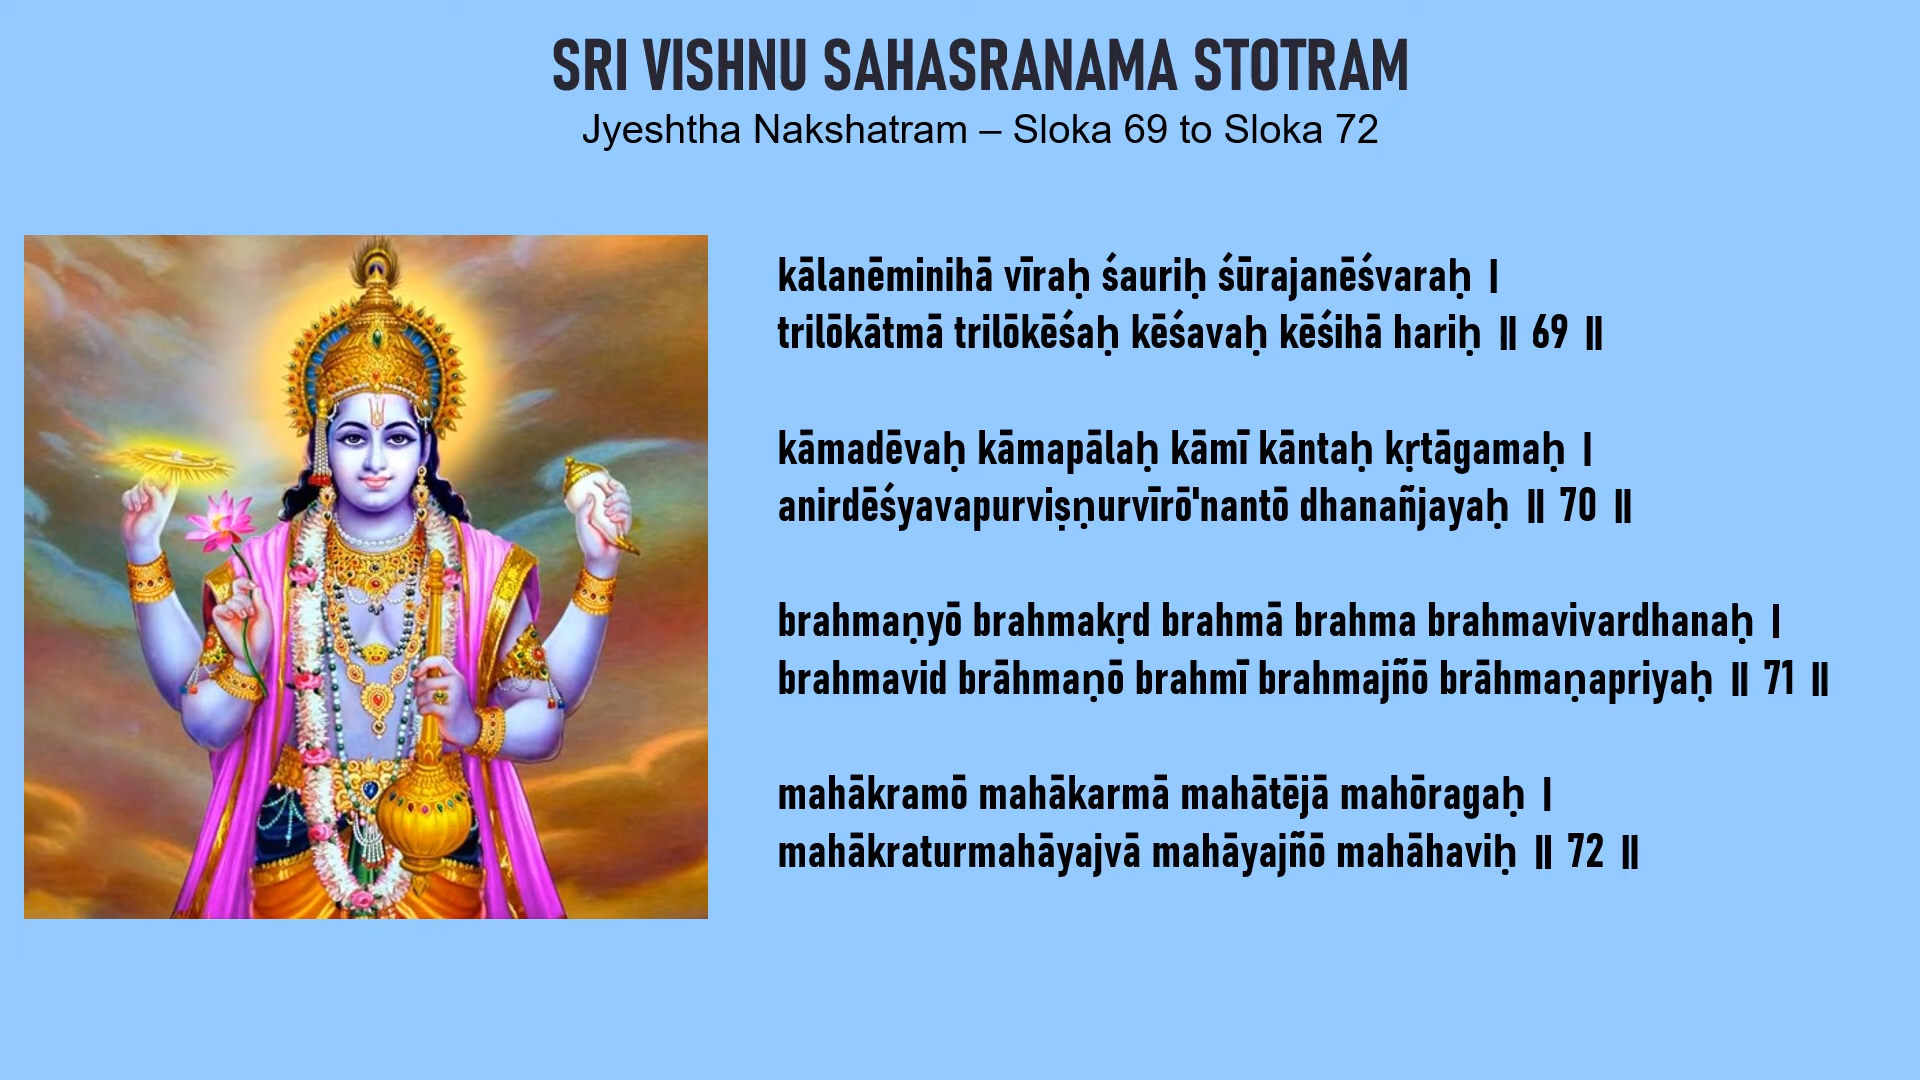 SRI VISHNU SAHASRANAMA STOTRAM
Jyeshtha Nakshatram – Sloka 69 to Sloka 72
kālanēminihā vīraḥ śauriḥ śūrajanēśvaraḥ ।
trilōkātmā trilōkēśaḥ kēśavaḥ kēśihā hariḥ ॥ 69 ॥
kāmadēvaḥ kāmapālaḥ kāmī kāntaḥ kṛtāgamaḥ ।
anirdēśyavapurviṣṇurvīrō'nantō dhanañjayaḥ ॥ 70 ॥
brahmaṇyō brahmakṛd brahmā brahma brahmavivardhanaḥ ।
brahmavid brāhmaṇō brahmī brahmajñō brāhmaṇapriyaḥ ॥ 71 ॥
mahākramō mahākarmā mahātējā mahōragaḥ ।
mahākraturmahāyajvā mahāyajñō mahāhaviḥ ॥ 72 ॥